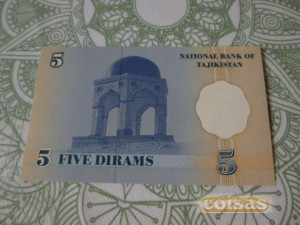 5
NATIONAL BANK OF
TAJIKISTAN
5 FIVE DIRAMS
5
coisas